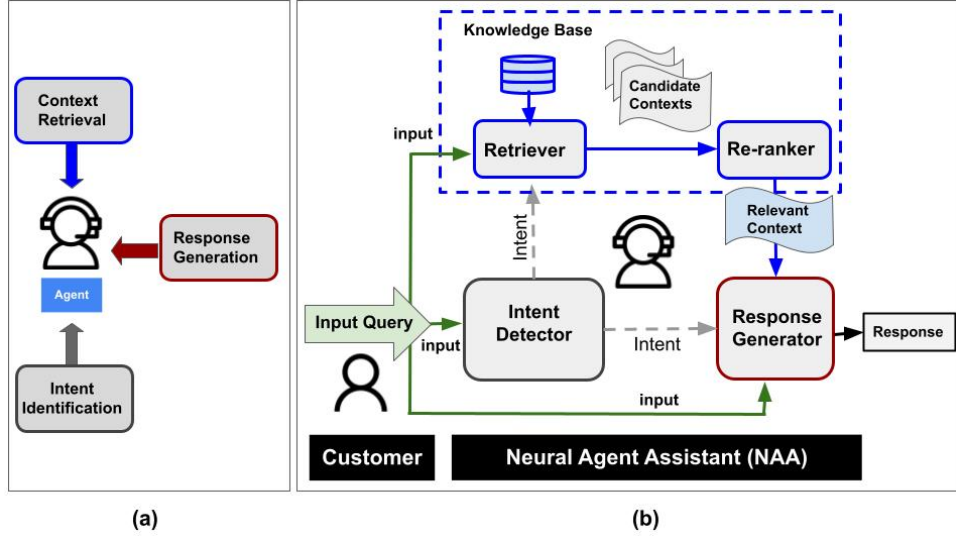 Context
Retrieval
Response
Generation
Agent
Intent
Identification
(a)
Knowledge Base
Candidate
Contexts
input
Retriever
Re-ranker
Relevant
Context
Intent
Input Query
input
Intent
Detector
Intent
Response
Generator
Response
input
Customer
Neural Agent Assistant (NAA)
(b)